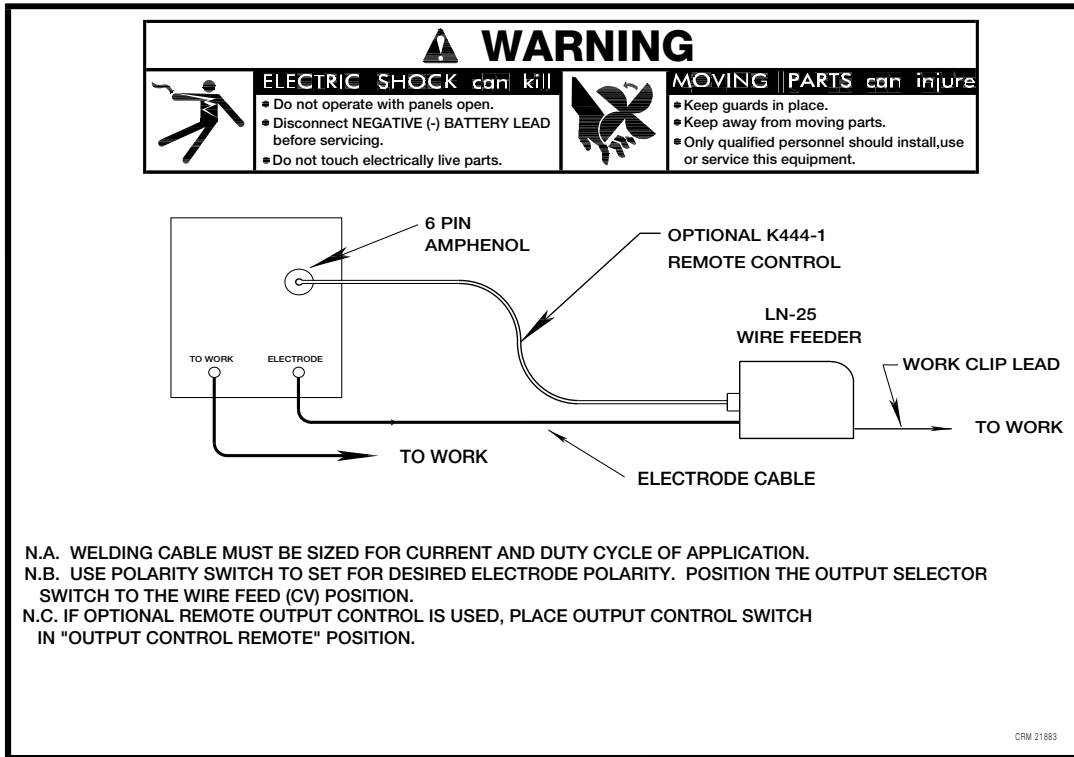 WARNING
ELECTRIC SHOCK can kill
Do not operate with panels open.
Disconnect NEGATIVE (-) BATTERY LEAD
before servicing.
Do not touch electrically live parts.
MOVING PARTS can injure
Keep guards in place.
Keep away from moving parts.
Only qualified personnel should install,use
or service this equipment.
6 PIN
AMPHENOL
OPTIONAL K444-1
REMOTE CONTROL
LN-25
WIRE FEEDER
TO WORK
ELECTRODE
WORK CLIP LEAD
TO WORK
TO WORK
ELECTRODE CABLE
N.A. WELDING CABLE MUST BE SIZED FOR CURRENT AND DUTY CYCLE OF APPLICATION.
N.B. USE POLARITY SWITCH TO SET FOR DESIRED ELECTRODE POLARITY. POSITION THE OUTPUT SELECTOR
SWITCH TO THE WIRE FEED (CV) POSITION.
N.C. IF OPTIONAL REMOTE OUTPUT CONTROL IS USED, PLACE OUTPUT CONTROL SWITCH
IN "OUTPUT CONTROL REMOTE" POSITION.
CRM 21883